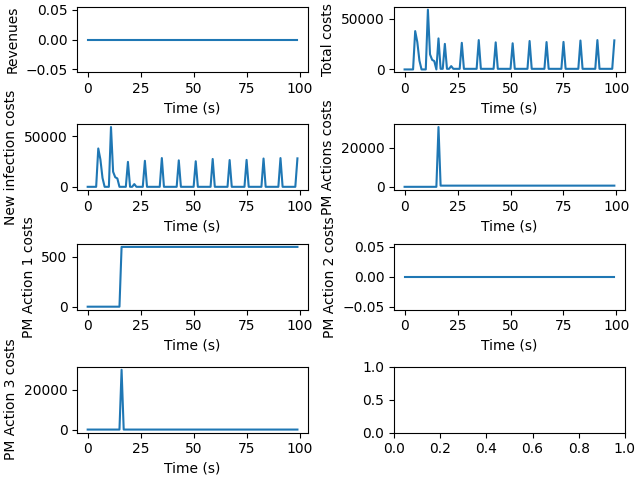 Revenues
0.05
0.00
−0.05
0 25 50 75 100
Time (s)
Total costs
50000
0
0 25 50 75 100
Time (s)
New infection costs
50000
0
0 25 50 75 100
Time (s)
PM Actions costs
20000
0
0 25 50 75 100
Time (s)
PM Action 1 costs
500
0
0 25 50 75 100
Time (s)
PM Action 2 costs
0.05
0.00
−0.05
0 25 50 75 100
Time (s)
PM Action 3 costs
20000
0
0 25 50 75 100
Time (s)
1.0
0.5
0.0
0.0 0.2 0.4 0.6 0.8 1.0